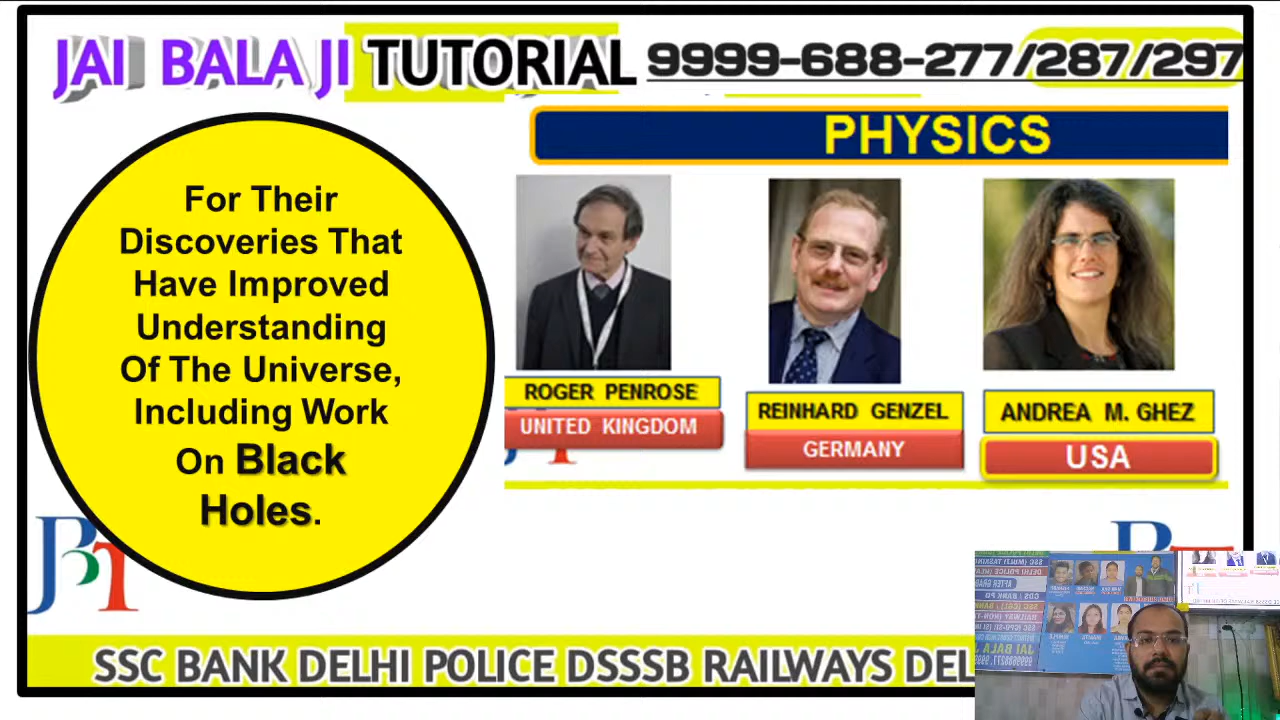 JAI BALA JI TUTORIAL 9999-688-277/287/297
PHYSICS
For Their
Discoveries That
Have Improved
Understanding
Of The Universe,
Including Work
On Black
Holes.
ROGER PENROSE
UNITED KINGDOM
REINHARD GENZEL
GERMANY
ANDREA M. GHEZ
USA
JBT
SSC BANK DELHI POLICE DSSSB RAILWAYS DEL